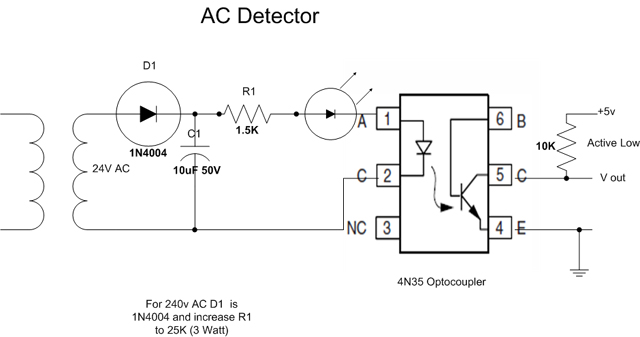 AC Detector
D1
1N4004
24V AC
C1
10uF 50V
R1
1.5K
A
1
C
2
NC
3
6
B
5
C
4
E
+5v
10K
Active Low
V out
4N35 Optocoupler
For 240v AC D1 is
1N4004 and increase R1
to 25K (3 Watt)